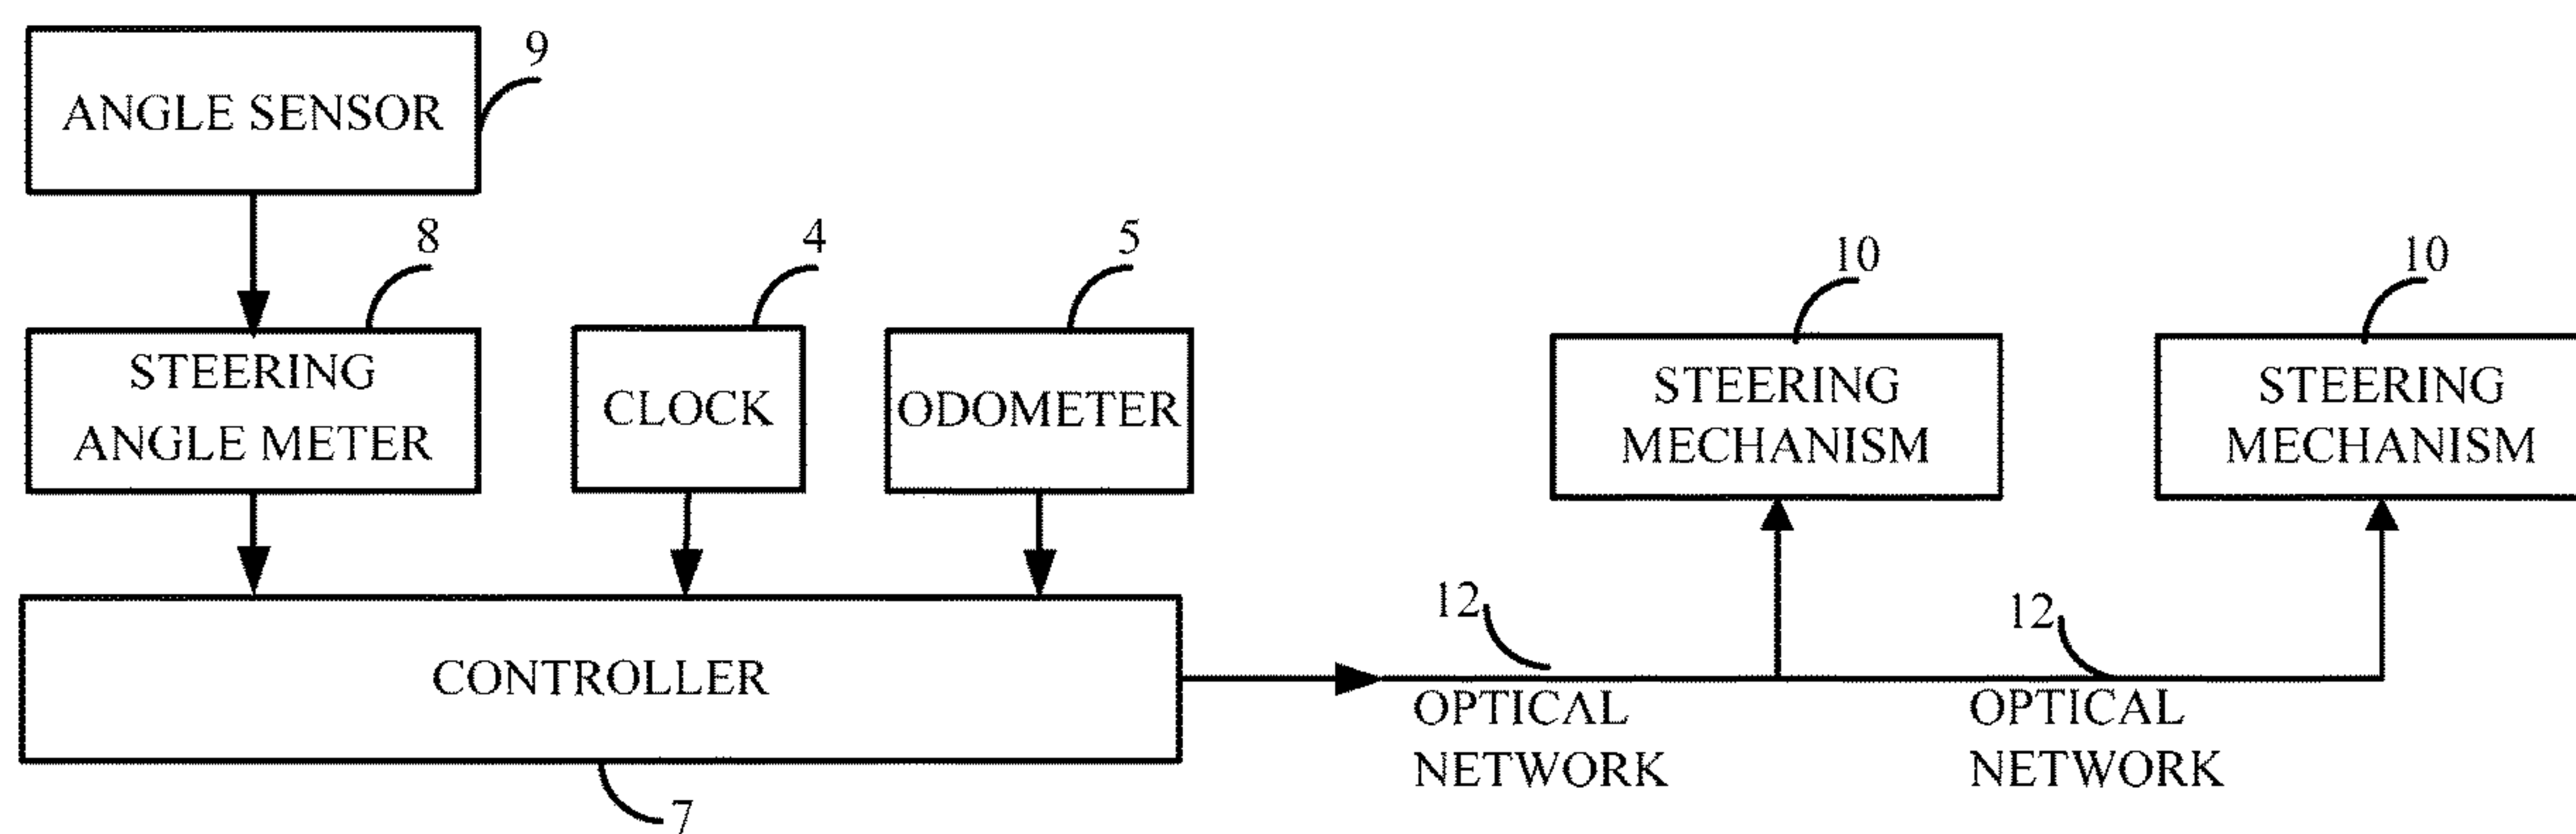 9
ANGLE SENSOR
8
4
5
10
10
STEERING
ANGLE METER
CLOCK
ODOMETER
STEERING
MECHANISM
STEERING
MECHANISM
12
12
CONTROLLER
OPTICAL
NETWORK
OPTICAL
NETWORK
7